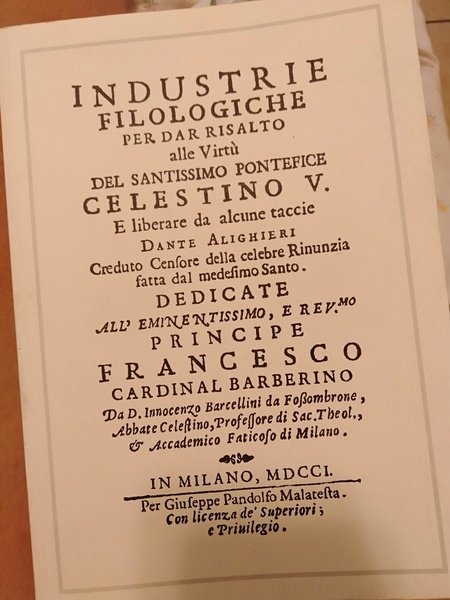 INDUSTRIE
FILOLOGICHE
PER DAR RISALTO
alle Virtù
DEL SANTISSIMO PONTEFICE
CELESTINO V.
E liberare da alcune taccie
DANTE ALIGHIERI
Creduto Cenſore della celebre Rinunzia
fatta dal medeſimo Santo.
DEDICATE
ALL' EMINENTISSIMO, E REV.MO
PRINCIPE
FRANCESCO
CARDINAL BARBERINO
Da D. Innocenzo Barcellini da Foſſombrone,
Abbate Celeſtino, Profeſſore di Sac. Theol.,
& Accademico Faticoſo di Milano.
IN MILANO, MDCCI.
Per Giuſeppe Pandolfo Malateſta.
Con licenza de' Superiori;
e Priuilegio.